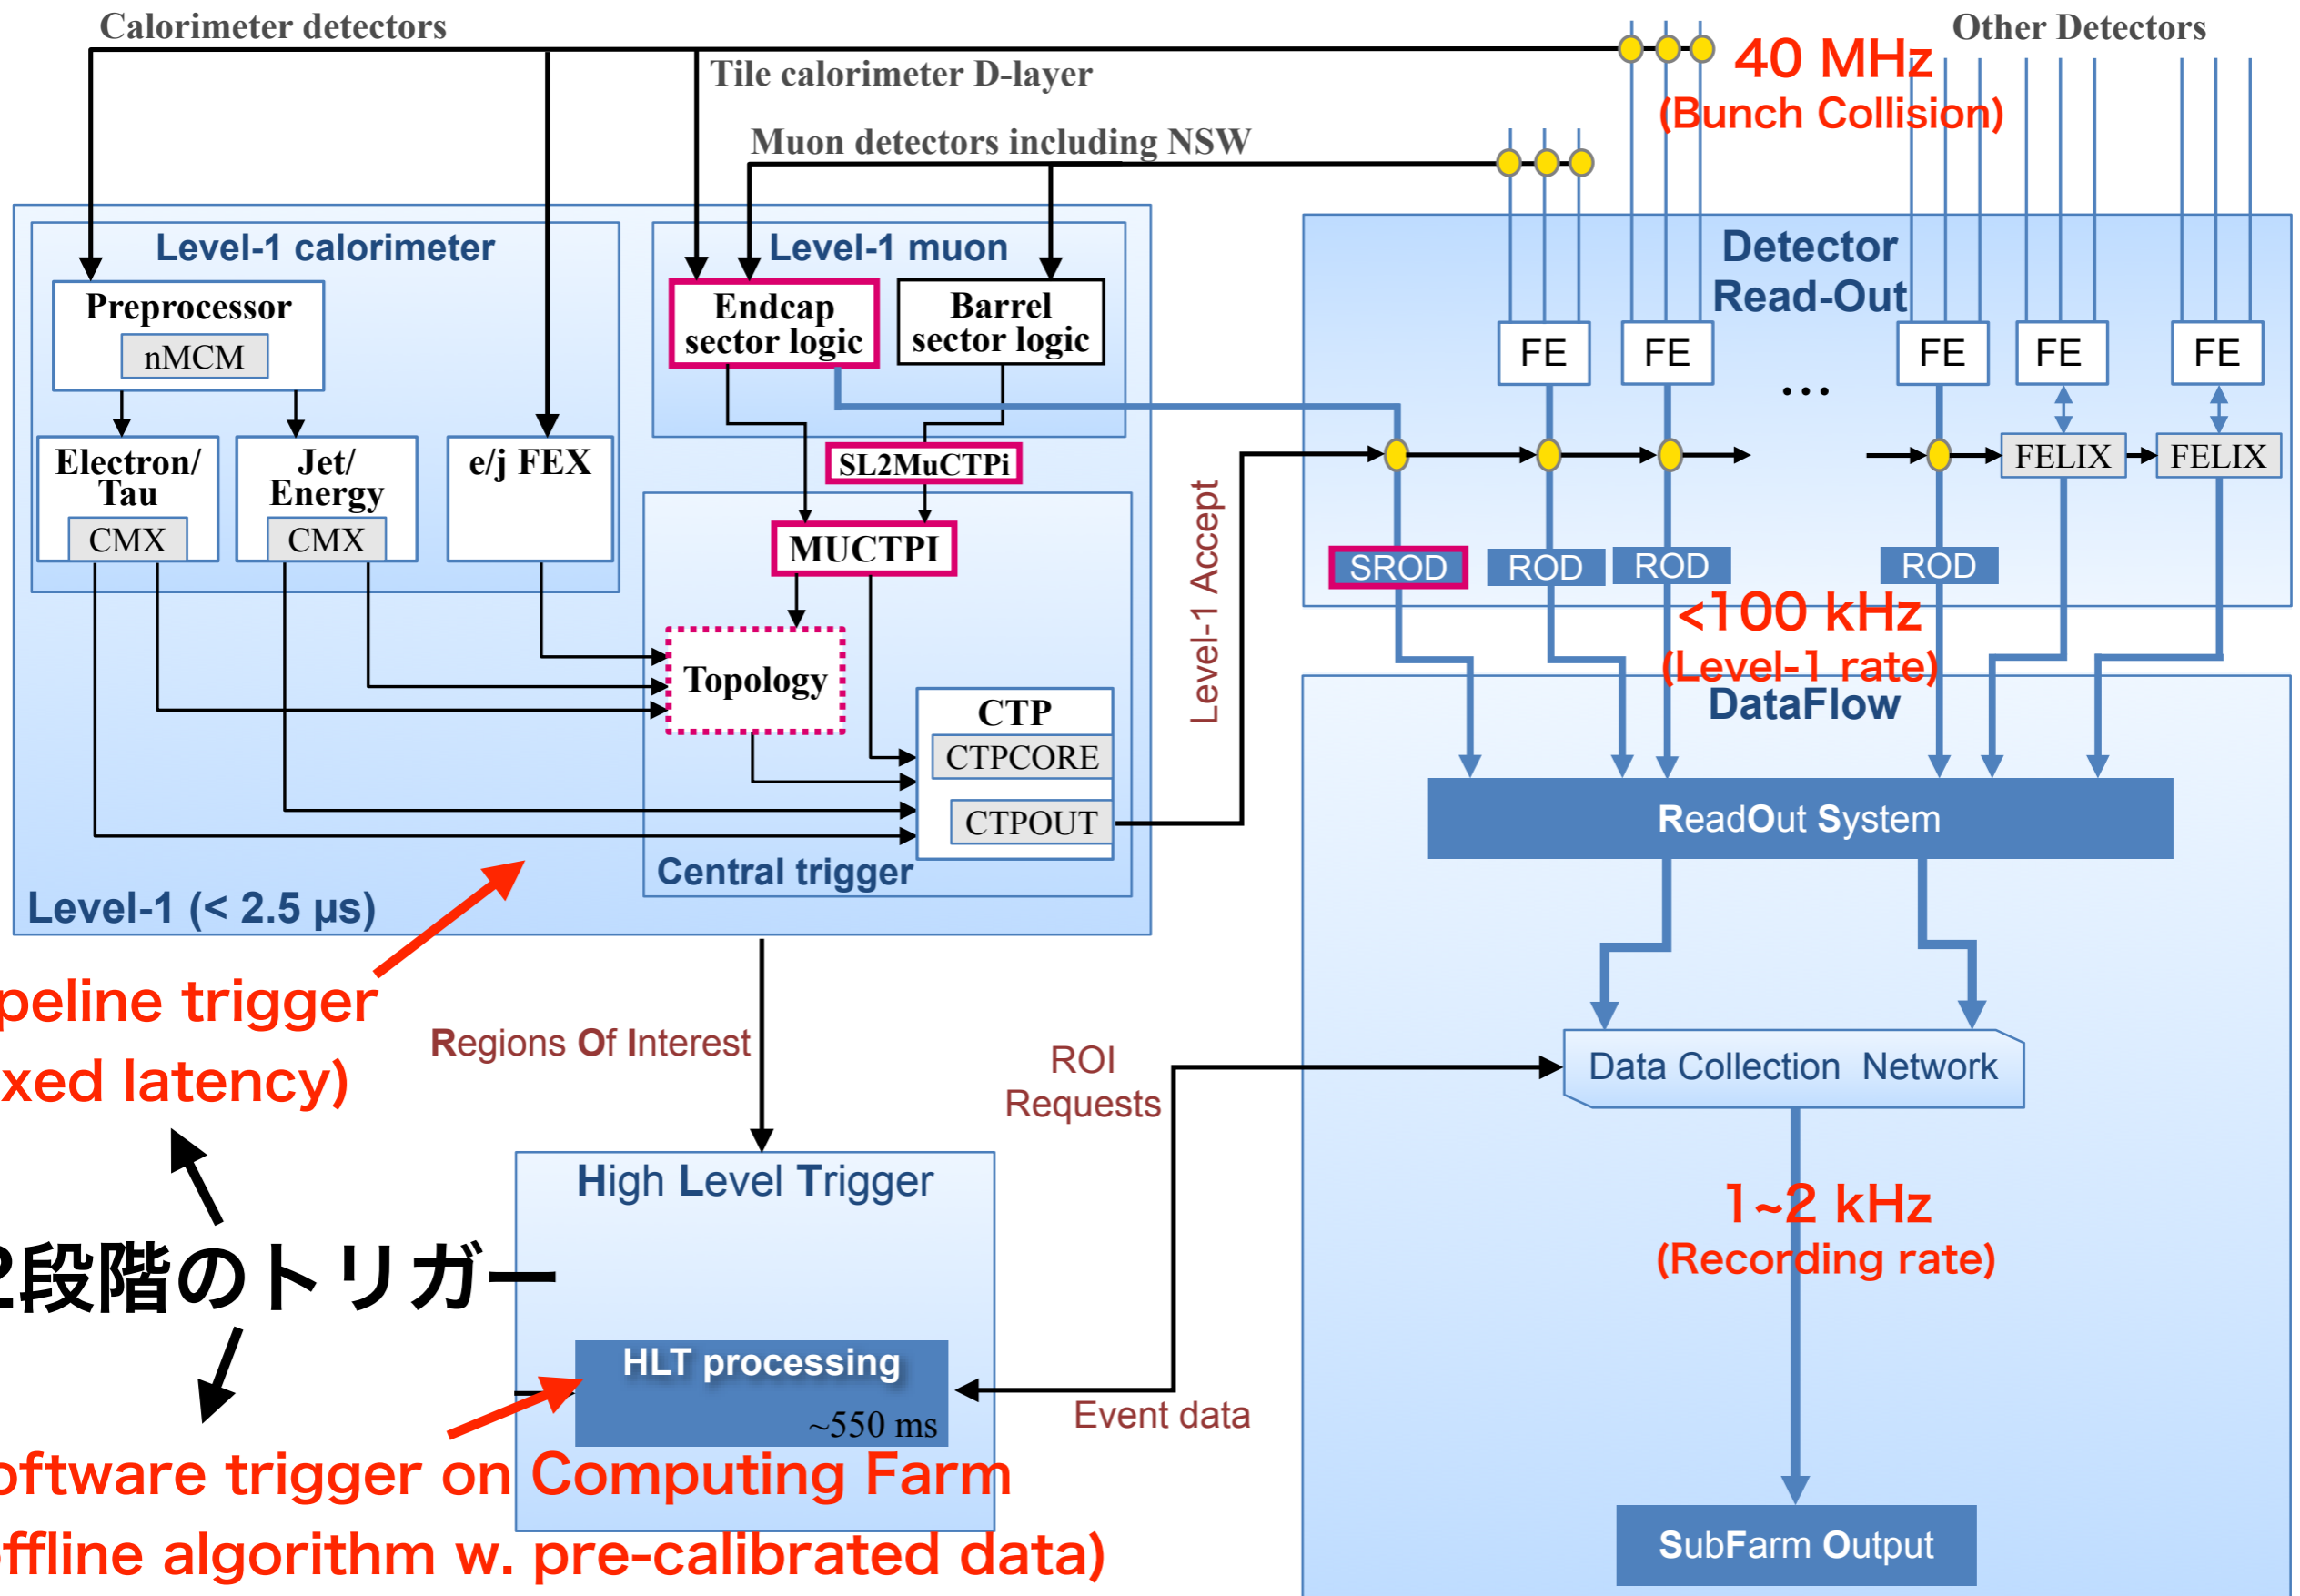 Calorimeter detectors
Other Detectors
40 MHz
(Bunch Collision)
Tile calorimeter D-layer
Muon detectors including NSW
Level-1 calorimeter
Preprocessor
nMCM
Electron/
Tau
CMX
Jet/
Energy
CMX
e/j FEX
Level-1 muon
Endcap
sector logic
Barrel
sector logic
SL2MuCTPi
MUCTPI
Topology
CTP
CTPCORE
CTPOUT
Central trigger
Level-1 (< 2.5 μs)
Level-1 Accept
Detector
Read-Out
FE
FE
...
FE
FE
FE
FELIX
FELIX
SROD
ROD
ROD
ROD
<100 kHz
(Level-1 rate)
DataFlow
ReadOut System
peline trigger
xed latency)
Regions Of Interest
ROI
Requests
Data Collection Network
High Level Trigger
1~2 kHz
(Recording rate)
2段階のトリガー
HLT processing
~550 ms
Event data
oftware trigger on Computing Farm
offline algorithm w. pre-calibrated data)
SubFarm Output